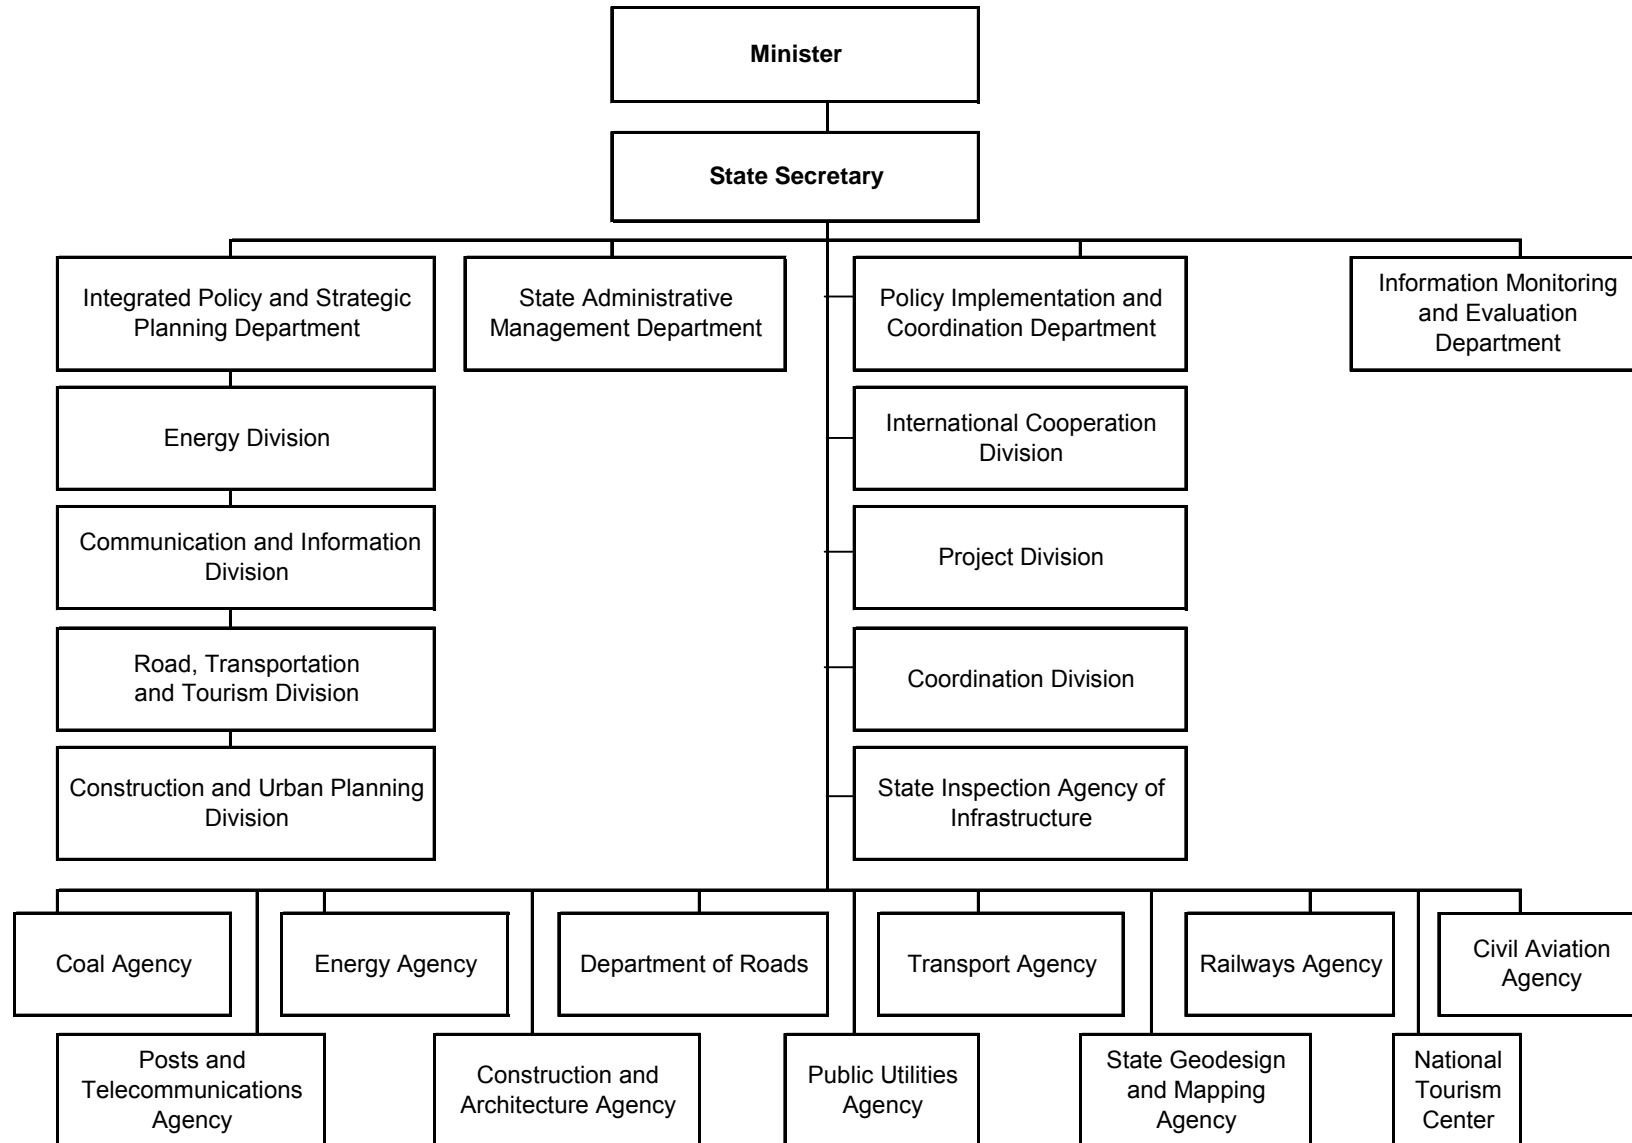 Minister
State Secretary
Integrated Policy and Strategic
Planning Department
State Administrative
Management Department
Policy Implementation and
Coordination Department
Information Monitoring
and Evaluation
Department
Energy Division
International Cooperation
Division
Communication and Information
Division
Project Division
Road, Transportation
and Tourism Division
Coordination Division
Construction and Urban Planning
Division
State Inspection Agency of
Infrastructure
Coal Agency
Energy Agency
Department of Roads
Transport Agency
Railways Agency
Civil Aviation
Agency
Posts and
Telecommunications
Agency
Construction and
Architecture Agency
Public Utilities
Agency
State Geodesign
and Mapping
Agency
National
Tourism
Center